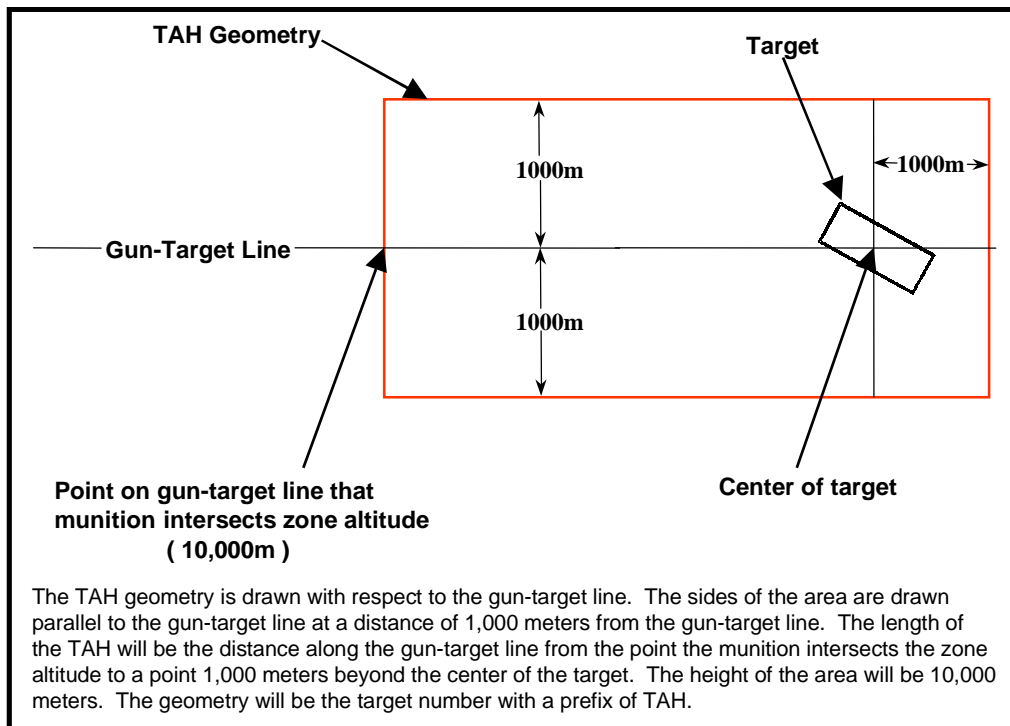 TAH Geometry
Target
1000m
1000m
Gun-Target Line
1000m
Point on gun-target line that
munition intersects zone altitude
( 10,000m )
Center of target
The TAH geometry is drawn with respect to the gun-target line.  The sides of the area are drawn
parallel to the gun-target line at a distance of 1,000 meters from the gun-target line.  The length of
the TAH will be the distance along the gun-target line from the point the munition intersects the zone
altitude to a point 1,000 meters beyond the center of the target.  The height of the area will be 10,000
meters.  The geometry will be the target number with a prefix of TAH.